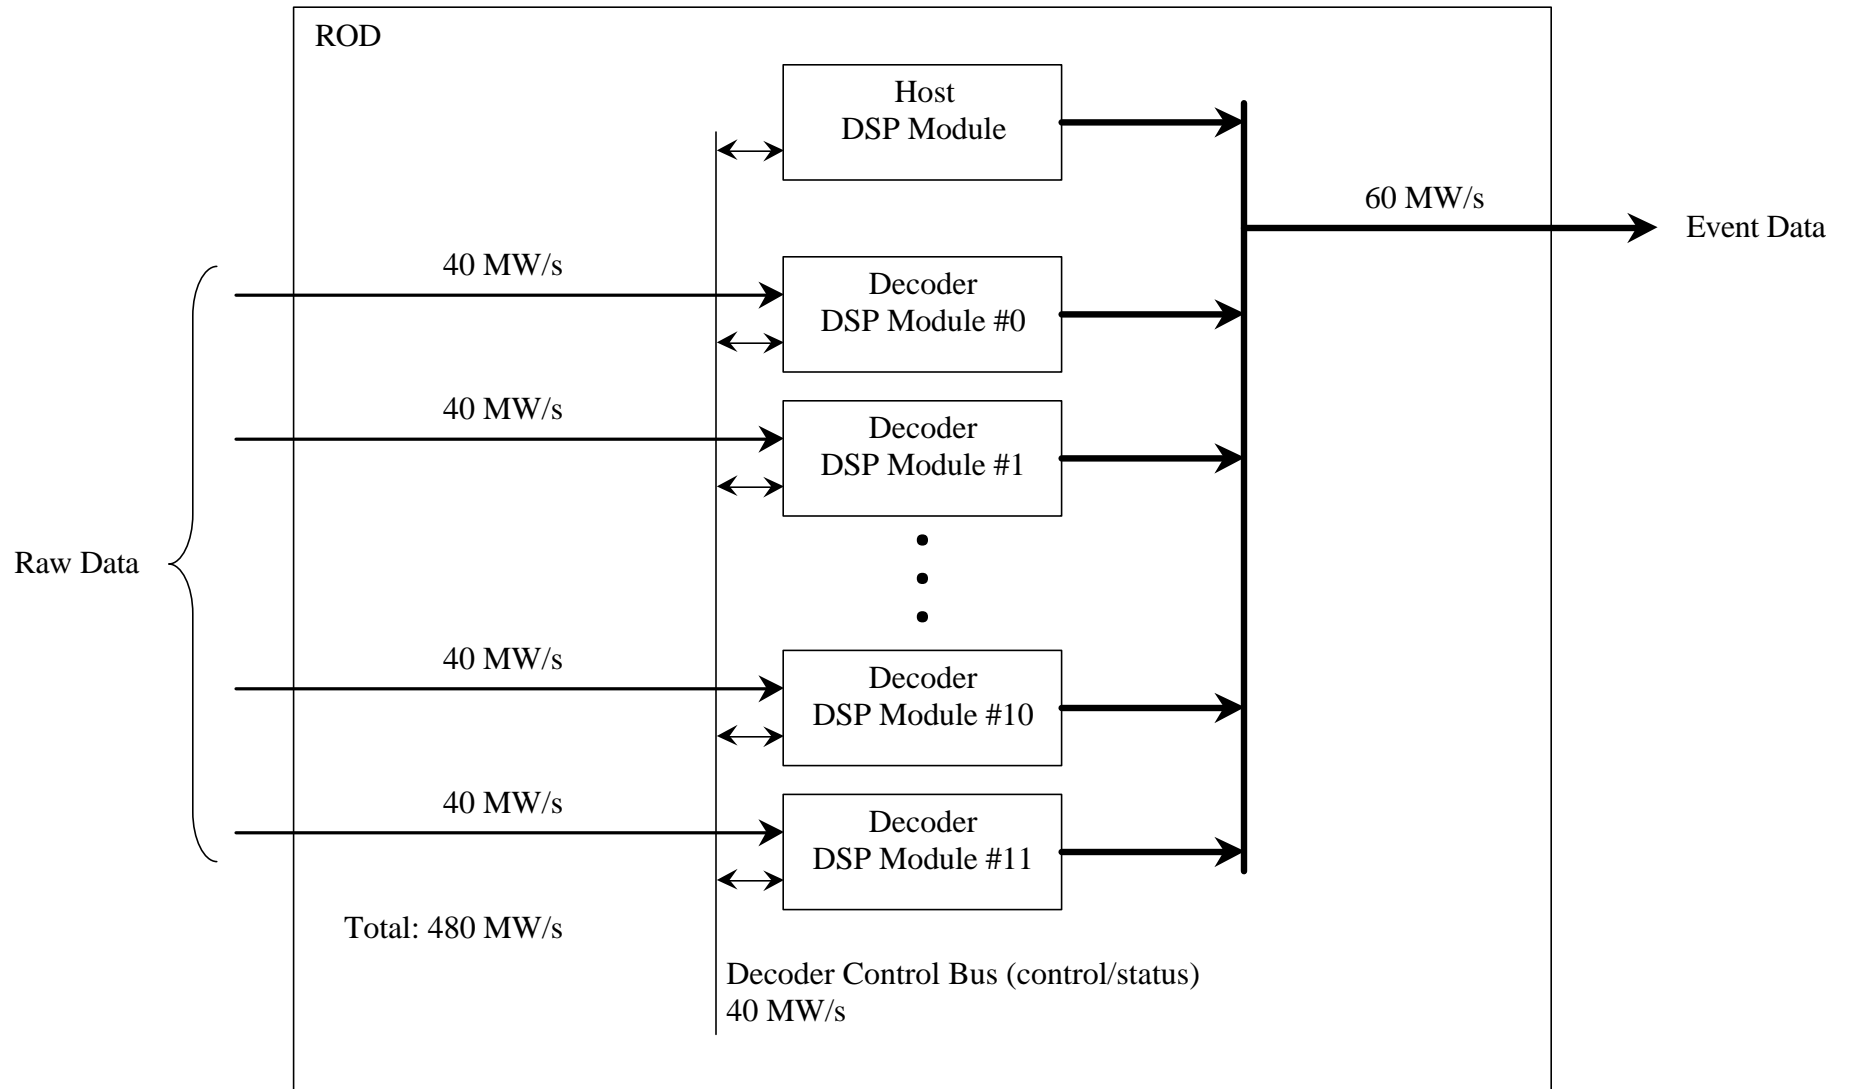 ROD
Host
DSP Module
60 MW/s
Event Data
40 MW/s
Decoder
DSP Module #0
40 MW/s
Decoder
DSP Module #1
Raw Data
40 MW/s
Decoder
DSP Module #10
40 MW/s
Decoder
DSP Module #11
Total: 480 MW/s
Decoder Control Bus (control/status)
40 MW/s